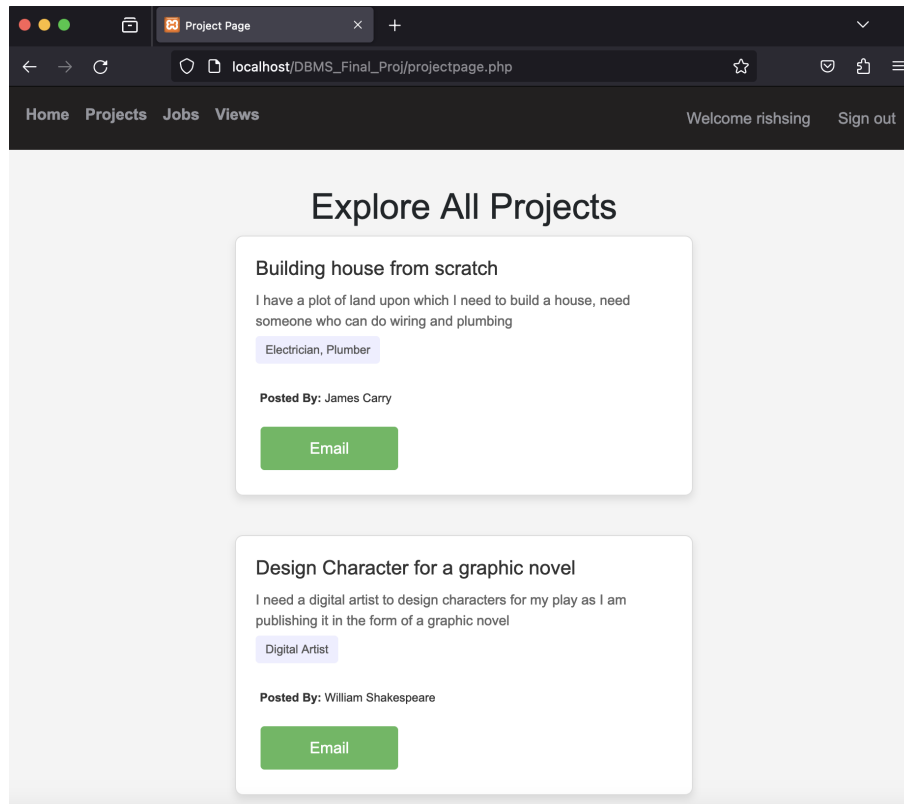 Project Page
localhost/DBMS_Final_Proj/projectpage.php
Home Projects Jobs Views Welcome rishsing Sign out
Explore All Projects
Building house from scratch
I have a plot of land upon which I need to build a house, need
someone who can do wiring and plumbing
Electrician, Plumber
Posted By: James Carry
Email
Design Character for a graphic novel
I need a digital artist to design characters for my play as I am
publishing it in the form of a graphic novel
Digital Artist
Posted By: William Shakespeare
Email